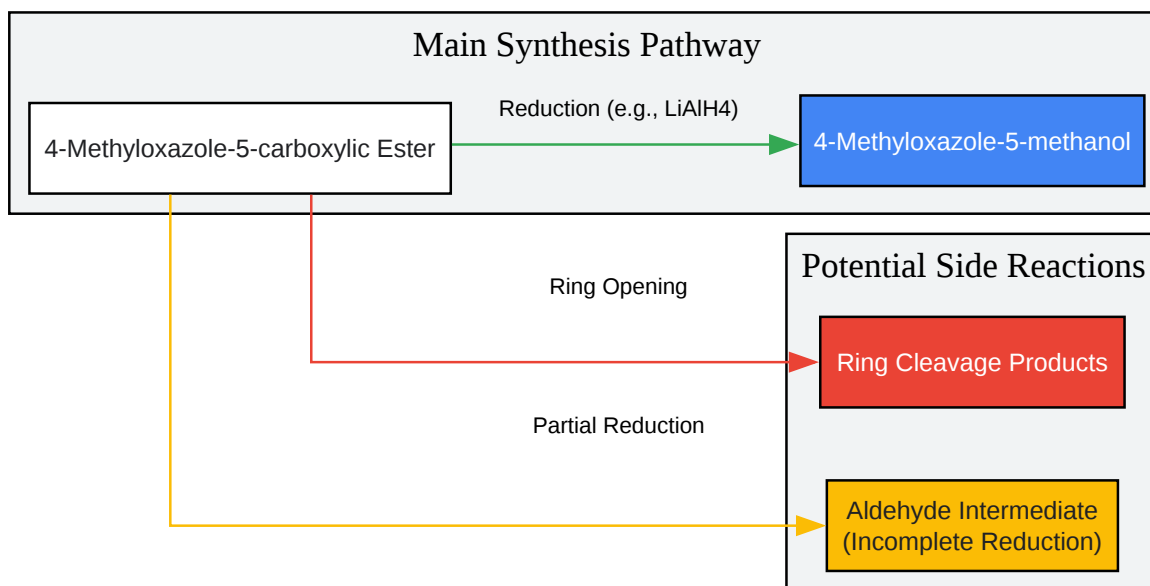 Main Synthesis Pathway
Reduction (e.g., LiAlH4)
4-Methyloxazole-5-carboxylic Ester
4-Methyloxazole-5-methanol
Potential Side Reactions
Ring Opening
Ring Cleavage Products
Partial Reduction
Aldehyde Intermediate
(Incomplete Reduction)